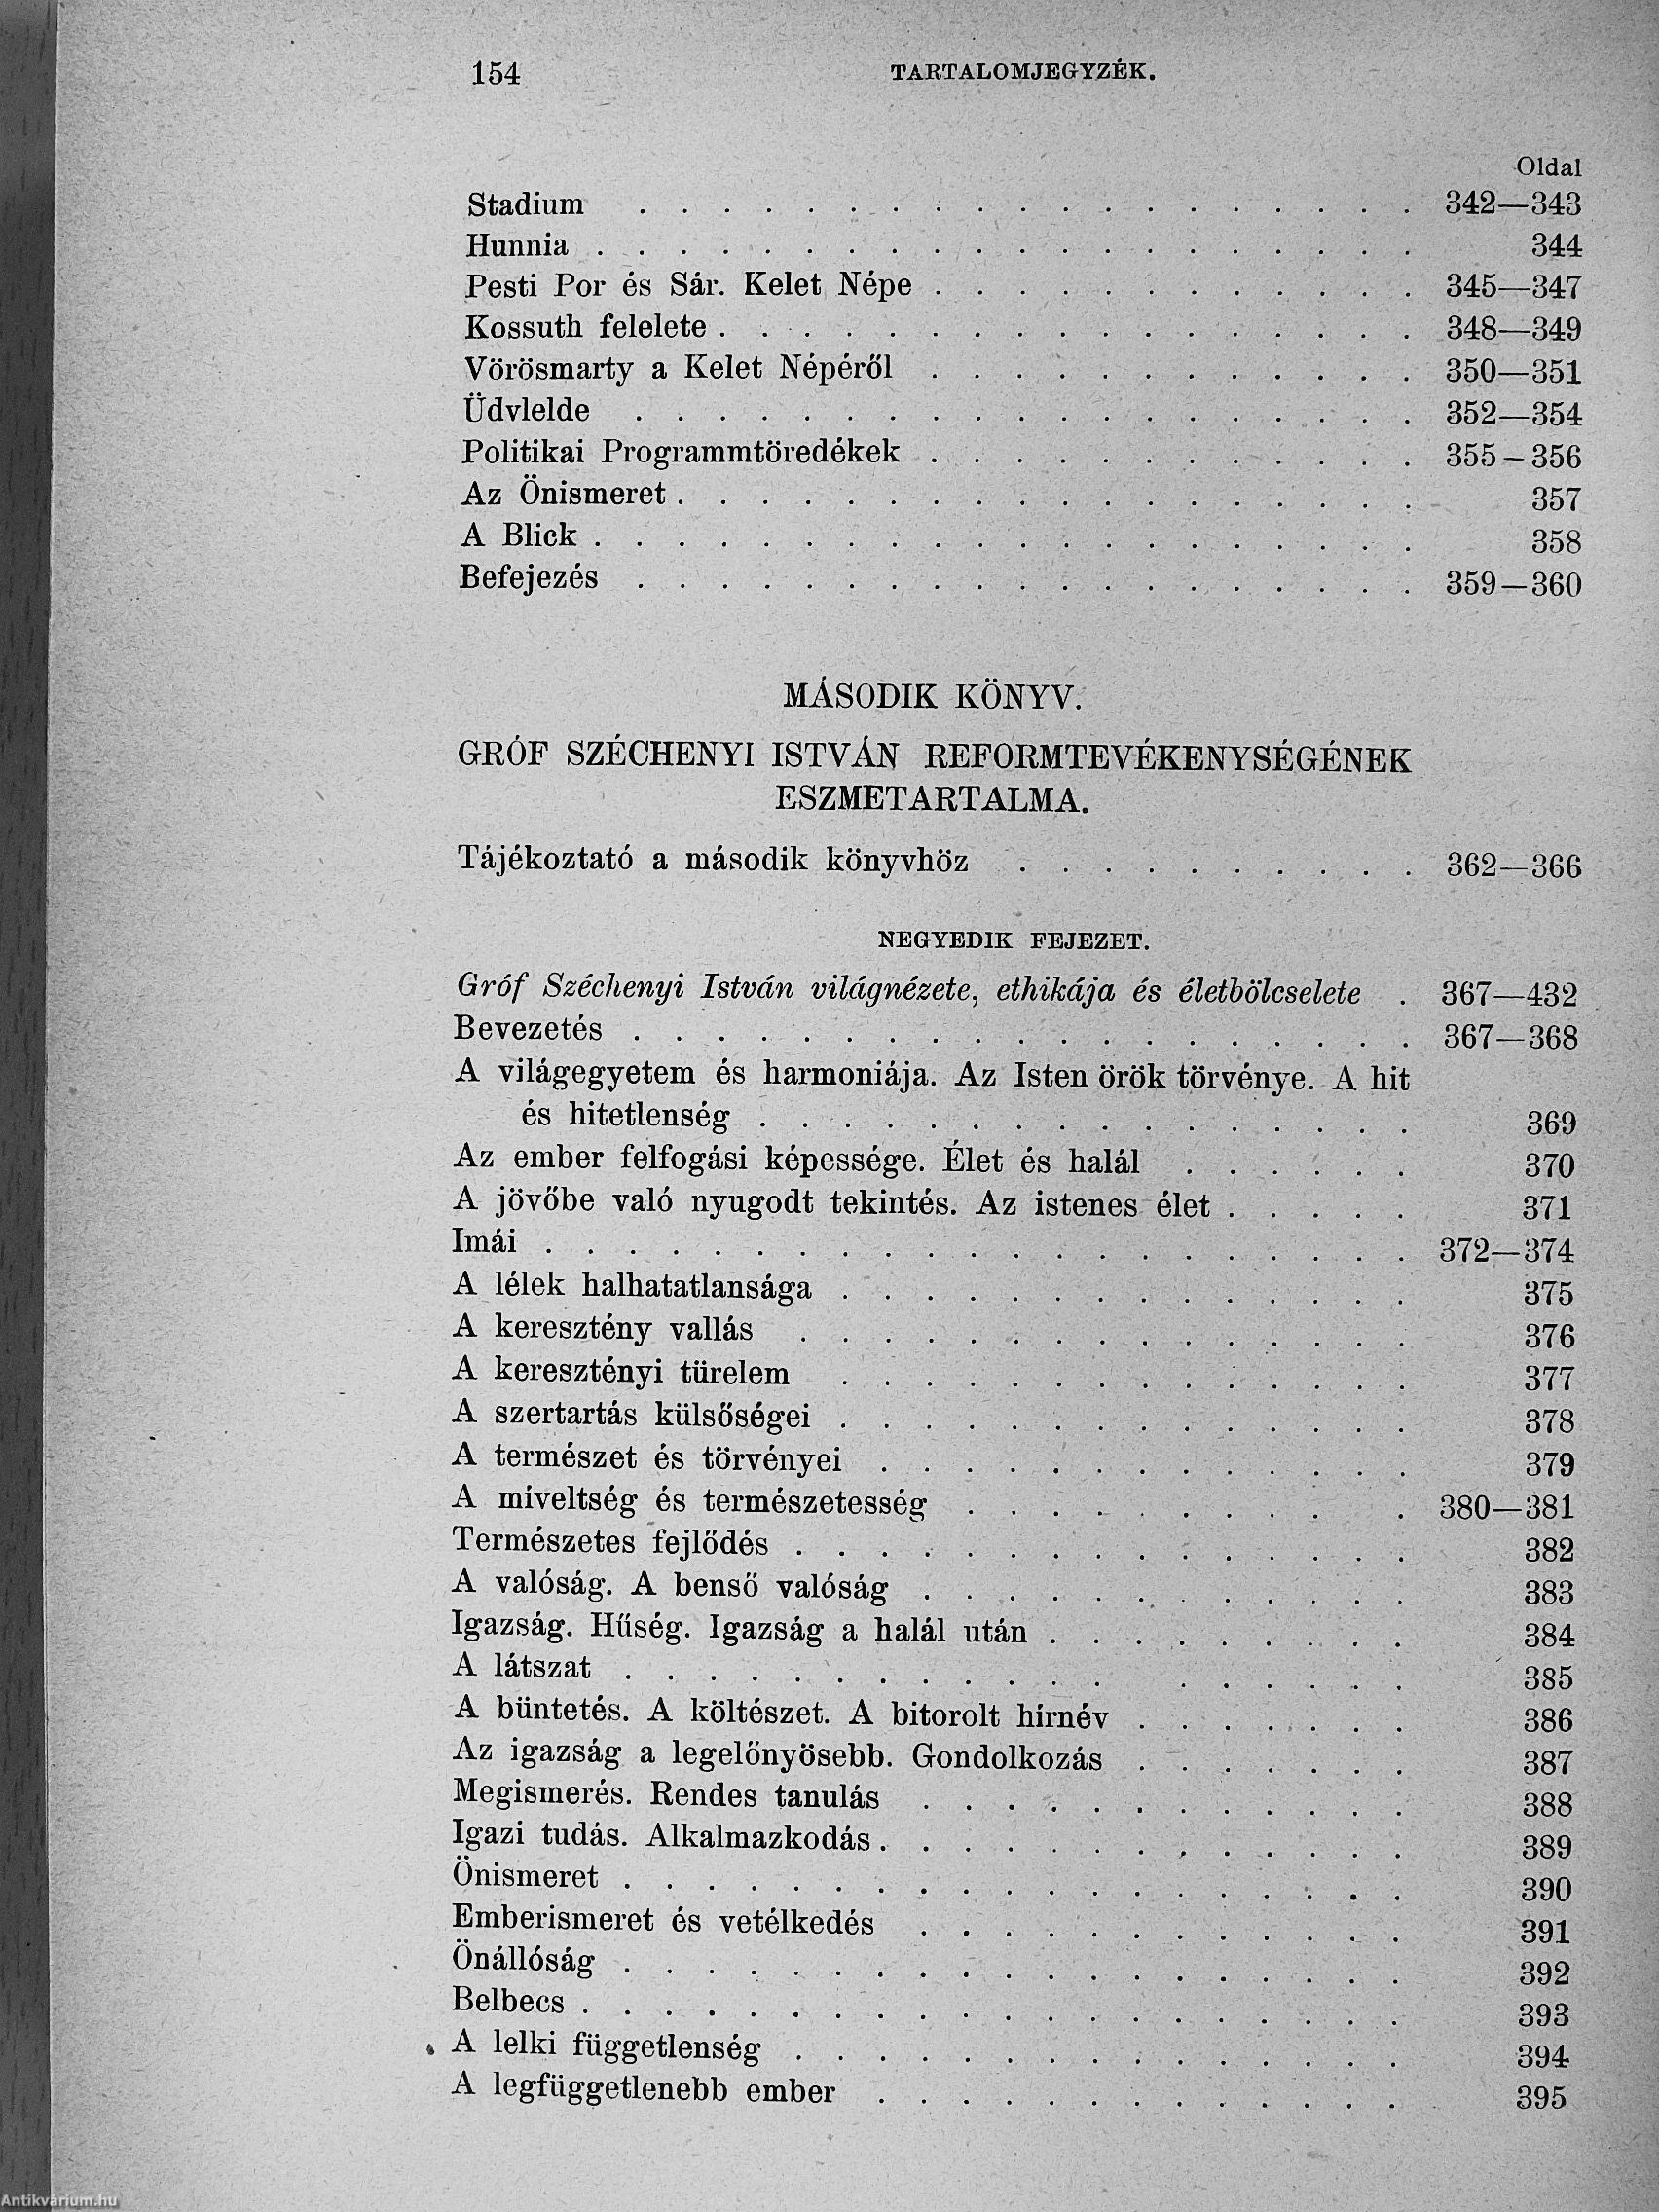 154 TARTALOMJEGYZÉK.
Oldal
Stadium . . . . . . . . . . . . . . . . . . . 342—343
Hunnia . . . . . . . . . . . . . . . . . . . . 344
Pesti Por és Sár. Kelet Népe . . . . . . . . . . . . 345—347
Kossuth felelete . . . . . . . . . . . . . . . . . 348—349
Vörösmarty a Kelet Népéről . . . . . . . . . . . . 350—351
Üdvlelde . . . . . . . . . . . . . . . . . . . 352—354
Politikai Programmtöredékek . . . . . . . . . . . . 355—356
Az Önismeret . . . . . . . . . . . . . . . . . . 357
A Blick . . . . . . . . . . . . . . . . . . . . 358
Befejezés . . . . . . . . . . . . . . . . . . . 359—360
MÁSODIK KÖNYV.
GRÓF SZÉCHENYI ISTVÁN REFORMTEVÉKENYSÉGÉNEK
ESZMETARTALMA.
Tájékoztató a második könyvhöz . . . . . . . . . . 362—366
NEGYEDIK FEJEZET.
Gróf Széchenyi István világnézete, ethikája és életbölcselete . 367—432
Bevezetés . . . . . . . . . . . . . . . . . . . 367—368
A világegyetem és harmoniája. Az Isten örök törvénye. A hit
és hitetlenség . . . . . . . . . . . . . . . . 369
Az ember felfogási képessége. Élet és halál . . . . . . 370
A jövőbe való nyugodt tekintés. Az istenes élet . . . . . 371
Imái . . . . . . . . . . . . . . . . . . . . . 372—374
A lélek halhatatlansága . . . . . . . . . . . . . . 375
A keresztény vallás . . . . . . . . . . . . . . . 376
A keresztényi türelem . . . . . . . . . . . . . . 377
A szertartás külsőségei . . . . . . . . . . . . . . 378
A természet és törvényei . . . . . . . . . . . . . 379
A míveltség és természetesség . . . . . . . . . . 380—381
Természetes fejlődés . . . . . . . . . . . . . . . 382
A valóság. A benső valóság . . . . . . . . . . . . 383
Igazság. Hűség. Igazság a halál után . . . . . . . . . 384
A látszat . . . . . . . . . . . . . . . . . . 385
A büntetés. A költészet. A bitorolt hírnév . . . . . . . 386
Az igazság a legelőnyösebb. Gondolkozás . . . . . . . 387
Megismerés. Rendes tanulás . . . . . . . . . . . . 388
Igazi tudás. Alkalmazkodás . . . . . . . . . . . . . 389
Önismeret . . . . . . . . . . . . . . . . . . . 390
Emberismeret és vetélkedés . . . . . . . . . . . . 391
Önállóság . . . . . . . . . . . . . . . . . . . 392
Belbecs . . . . . . . . . . . . . . . . . . . . 393
A lelki függetlenség . . . . . . . . . . . . . . . 394
A legfüggetlenebb ember . . . . . . . . . . . . . 395
Antikvárium.hu